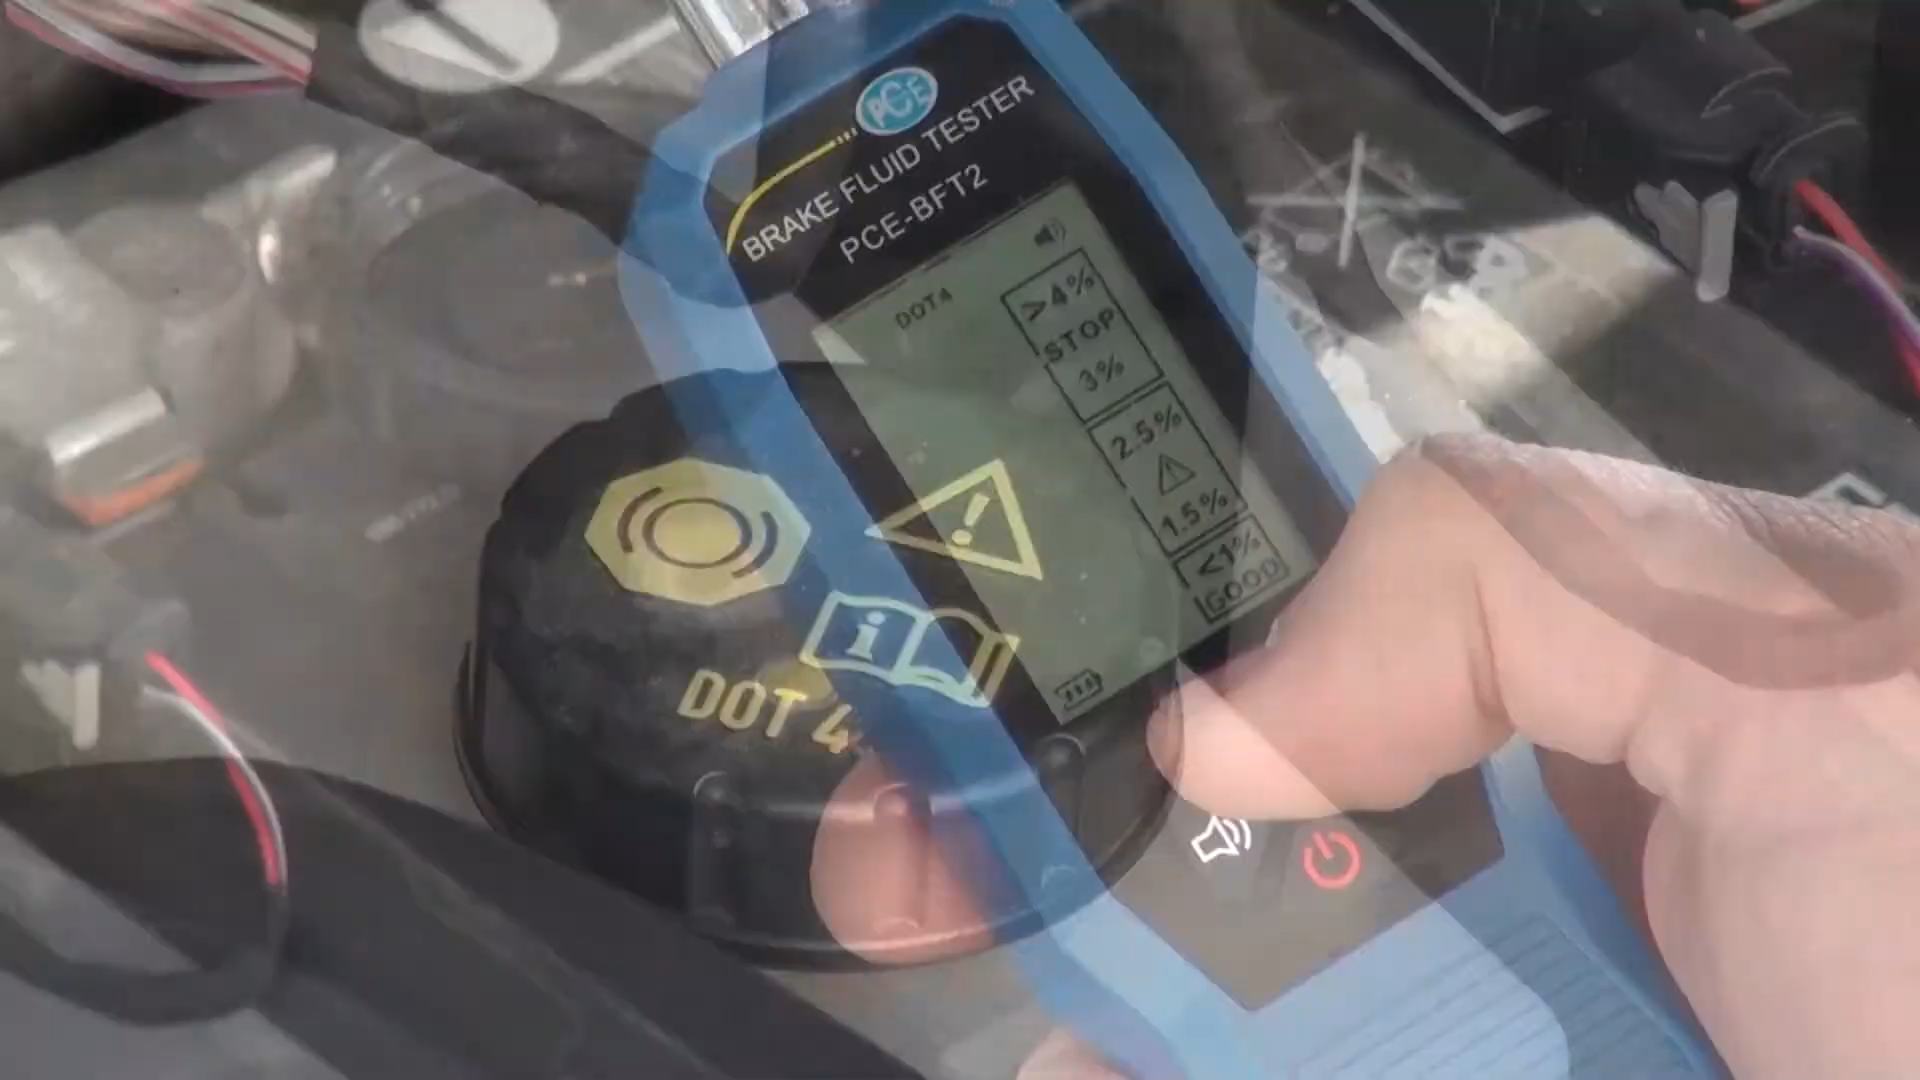 PCE
BRAKE FLUID TESTER
PCE-BFT2
DOT4
>4%
STOP
3%
2.5%
1.5%
<1%
GOOD
i
DOT 4